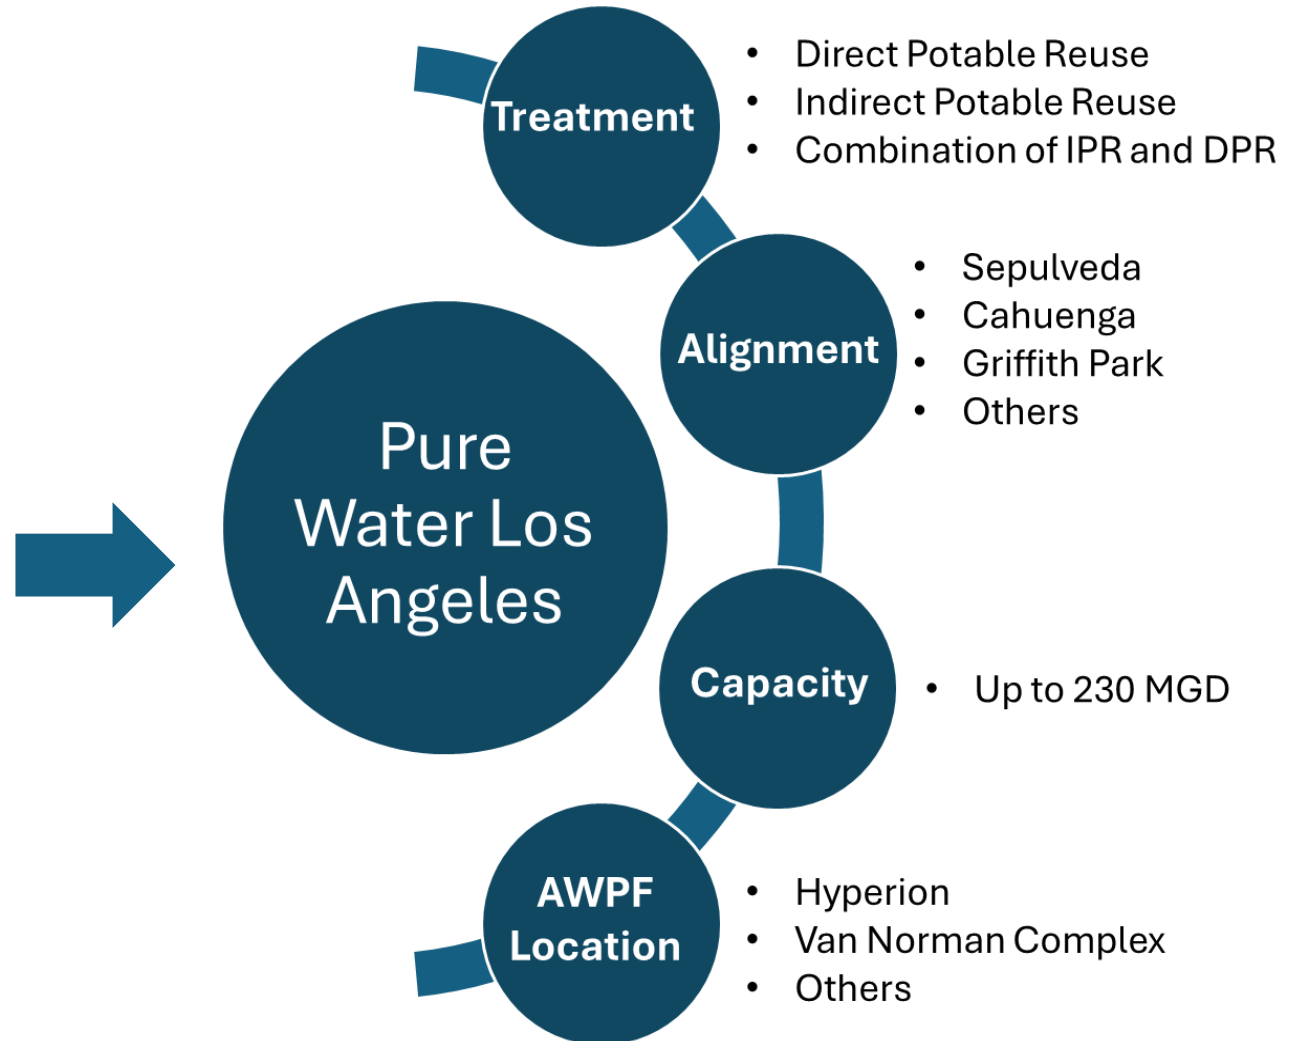 Treatment
• Direct Potable Reuse
• Indirect Potable Reuse
• Combination of IPR and DPR
Alignment
• Sepulveda
• Cahuenga
• Griffith Park
• Others
Pure
Water Los
Angeles
Capacity
• Up to 230 MGD
AWPF
Location
• Hyperion
• Van Norman Complex
• Others